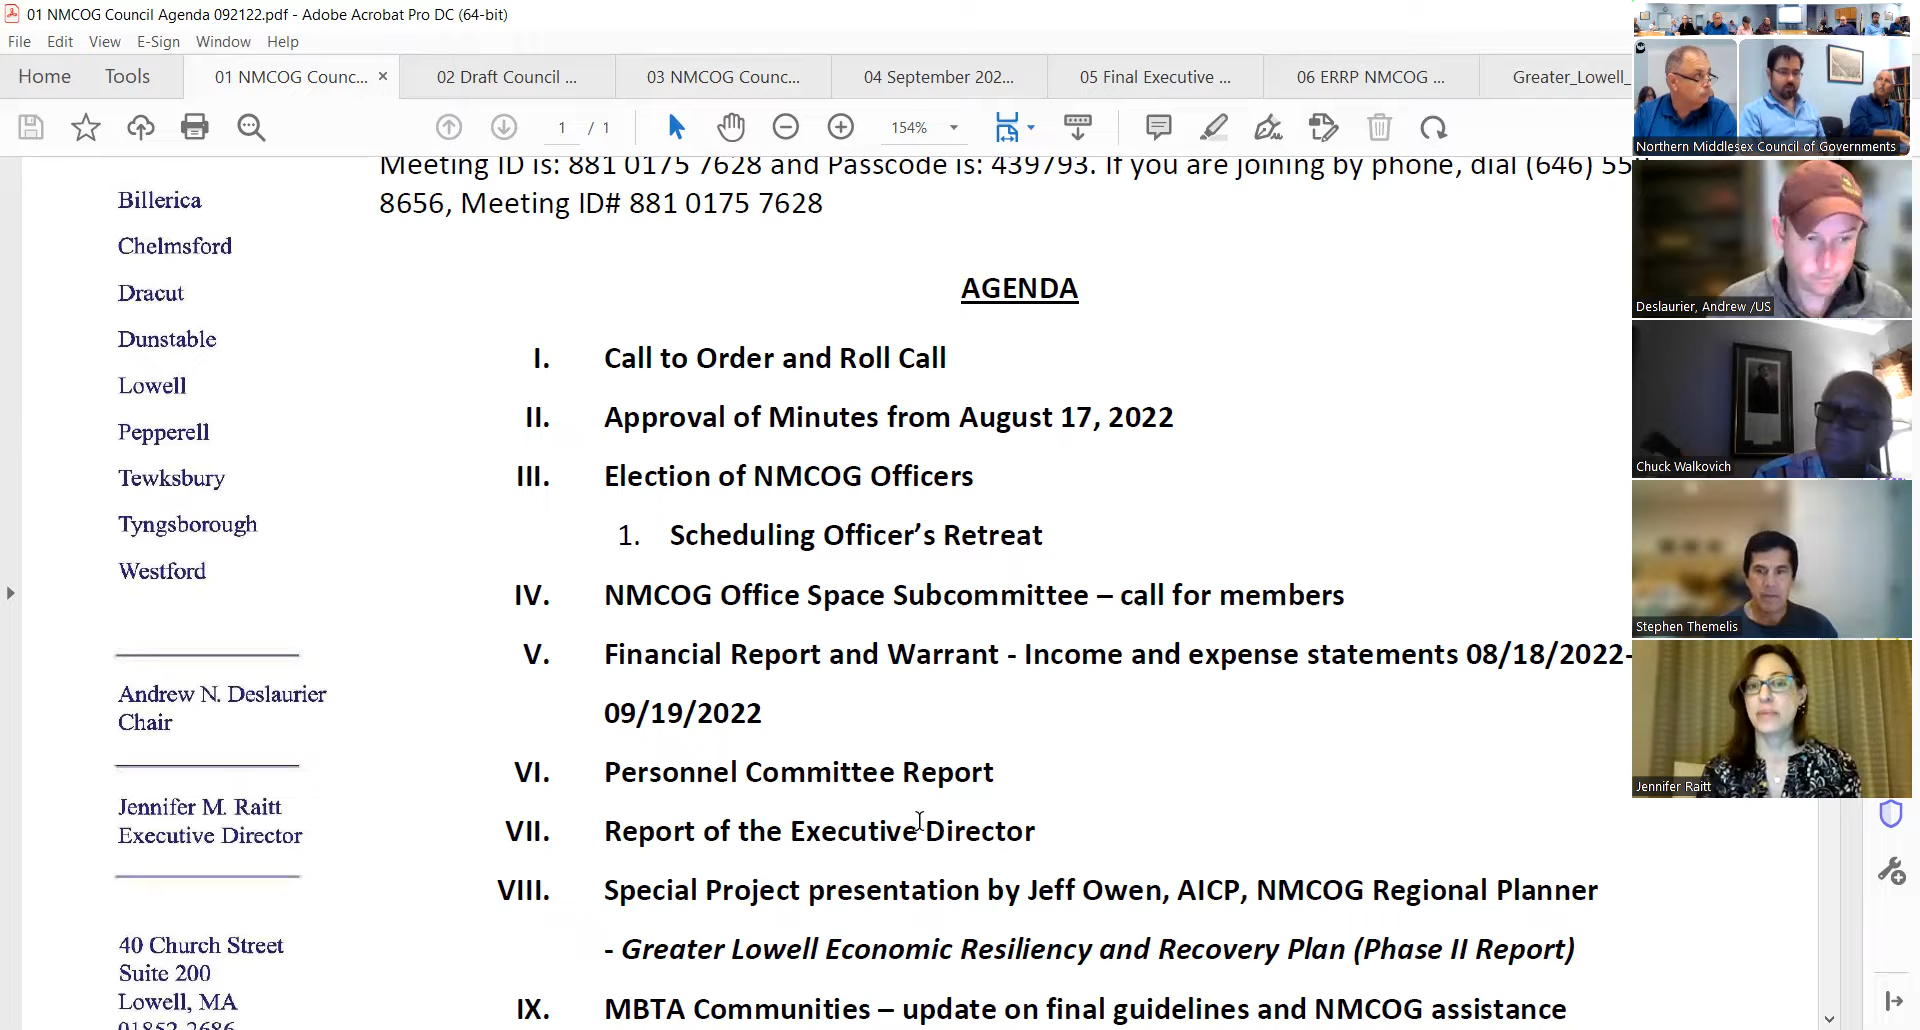 01 NMCOG Council Agenda 092122.pdf - Adobe Acrobat Pro DC (64-bit)
File Edit View E-Sign Window Help
Home Tools 01 NMCOG Counc... × 02 Draft Council ... 03 NMCOG Counc... 04 September 202... 05 Final Executive ... 06 ERRP NMCOG ... Greater_Lowell_
1 / 1 154%
Meeting ID is: 881 0175 7628 and Passcode is: 439793. If you are joining by phone, dial (646) 55
8656, Meeting ID# 881 0175 7628
Billerica
Chelmsford
Dracut
Dunstable
Lowell
Pepperell
Tewksbury
Tyngsborough
Westford
Andrew N. Deslaurier
Chair
Jennifer M. Raitt
Executive Director
40 Church Street
Suite 200
Lowell, MA
01852-2686
AGENDA
I. Call to Order and Roll Call
II. Approval of Minutes from August 17, 2022
III. Election of NMCOG Officers
1. Scheduling Officer’s Retreat
IV. NMCOG Office Space Subcommittee – call for members
V. Financial Report and Warrant - Income and expense statements 08/18/2022-
09/19/2022
VI. Personnel Committee Report
VII. Report of the Executive Director
VIII. Special Project presentation by Jeff Owen, AICP, NMCOG Regional Planner
- Greater Lowell Economic Resiliency and Recovery Plan (Phase II Report)
IX. MBTA Communities – update on final guidelines and NMCOG assistance
Northern Middlesex Council of Governments
Deslaurier, Andrew /US
Chuck Walkovich
Stephen Themelis
Jennifer Raitt